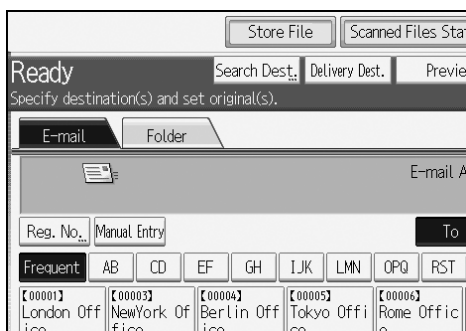 Store File Scanned Files Stat
Ready Search Dest. Delivery Dest. Previe
Specify destination(s) and set original(s).
E-mail Folder
E-mail A
Reg. No. Manual Entry To
Frequent AB CD EF GH IJK LMN OPQ RST
【00001】 【00003】 【00004】 【00005】 【00006】
London Off NewYork Of Berlin Off Tokyo Offi Rome Offic
ice fice ice ce e